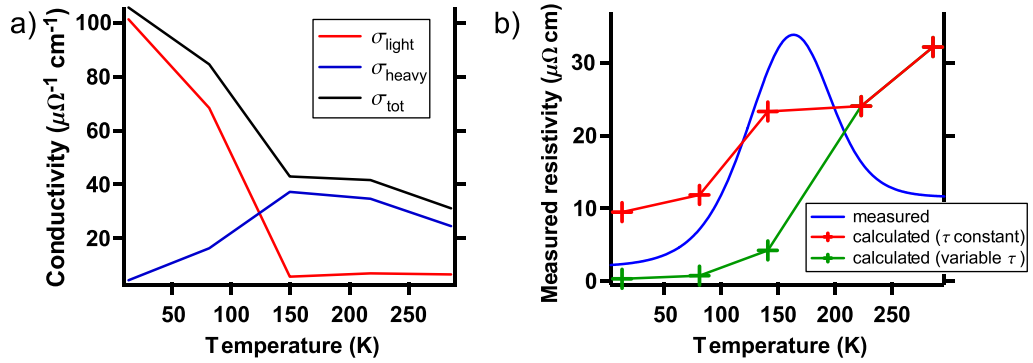 a)
Conductivity (μΩ⁻¹ cm⁻¹)
100
80
60
40
20
σlight
σheavy
σtot
50 100 150 200 250
Temperature (K)
b)
Measured resistivity (μΩ cm)
30
20
10
0
measured
calculated (τ constant)
calculated (variable τ )
50 100 150 200 250
Temperature (K)